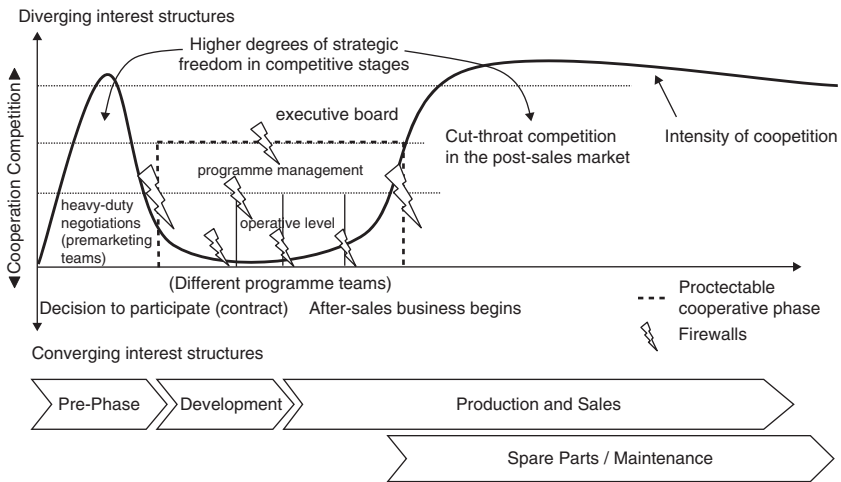 Diverging interest structures
Higher degrees of strategic
freedom in competitive stages
Cooperation Competition
executive board
Cut-throat competition
in the post-sales market
Intensity of coopetition
programme management
heavy-duty
negotiations
(premarketing
teams)
operative level
(Different programme teams)
Decision to participate (contract)
After-sales business begins
Proctectable
cooperative phase
Firewalls
Converging interest structures
Pre-Phase
Development
Production and Sales
Spare Parts / Maintenance